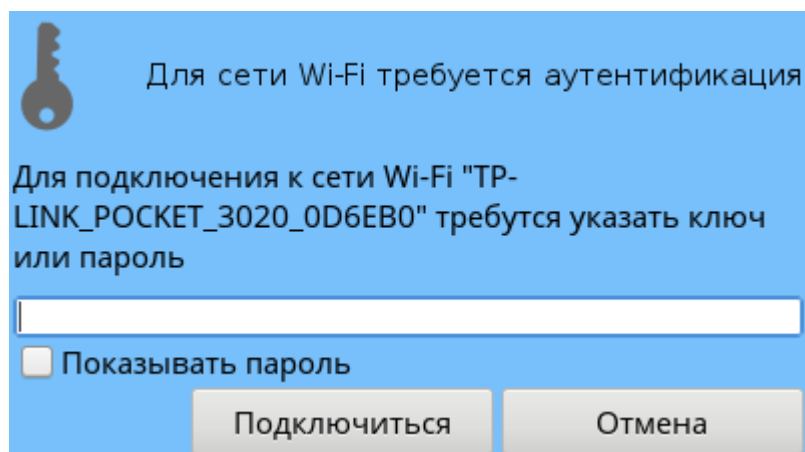 Для сети Wi-Fi требуется аутентификация
Для подключения к сети Wi-Fi "TP-
LINK_POCKET_3020_0D6EB0" требутся указать ключ
или пароль
Показывать пароль
Подключиться
Отмена